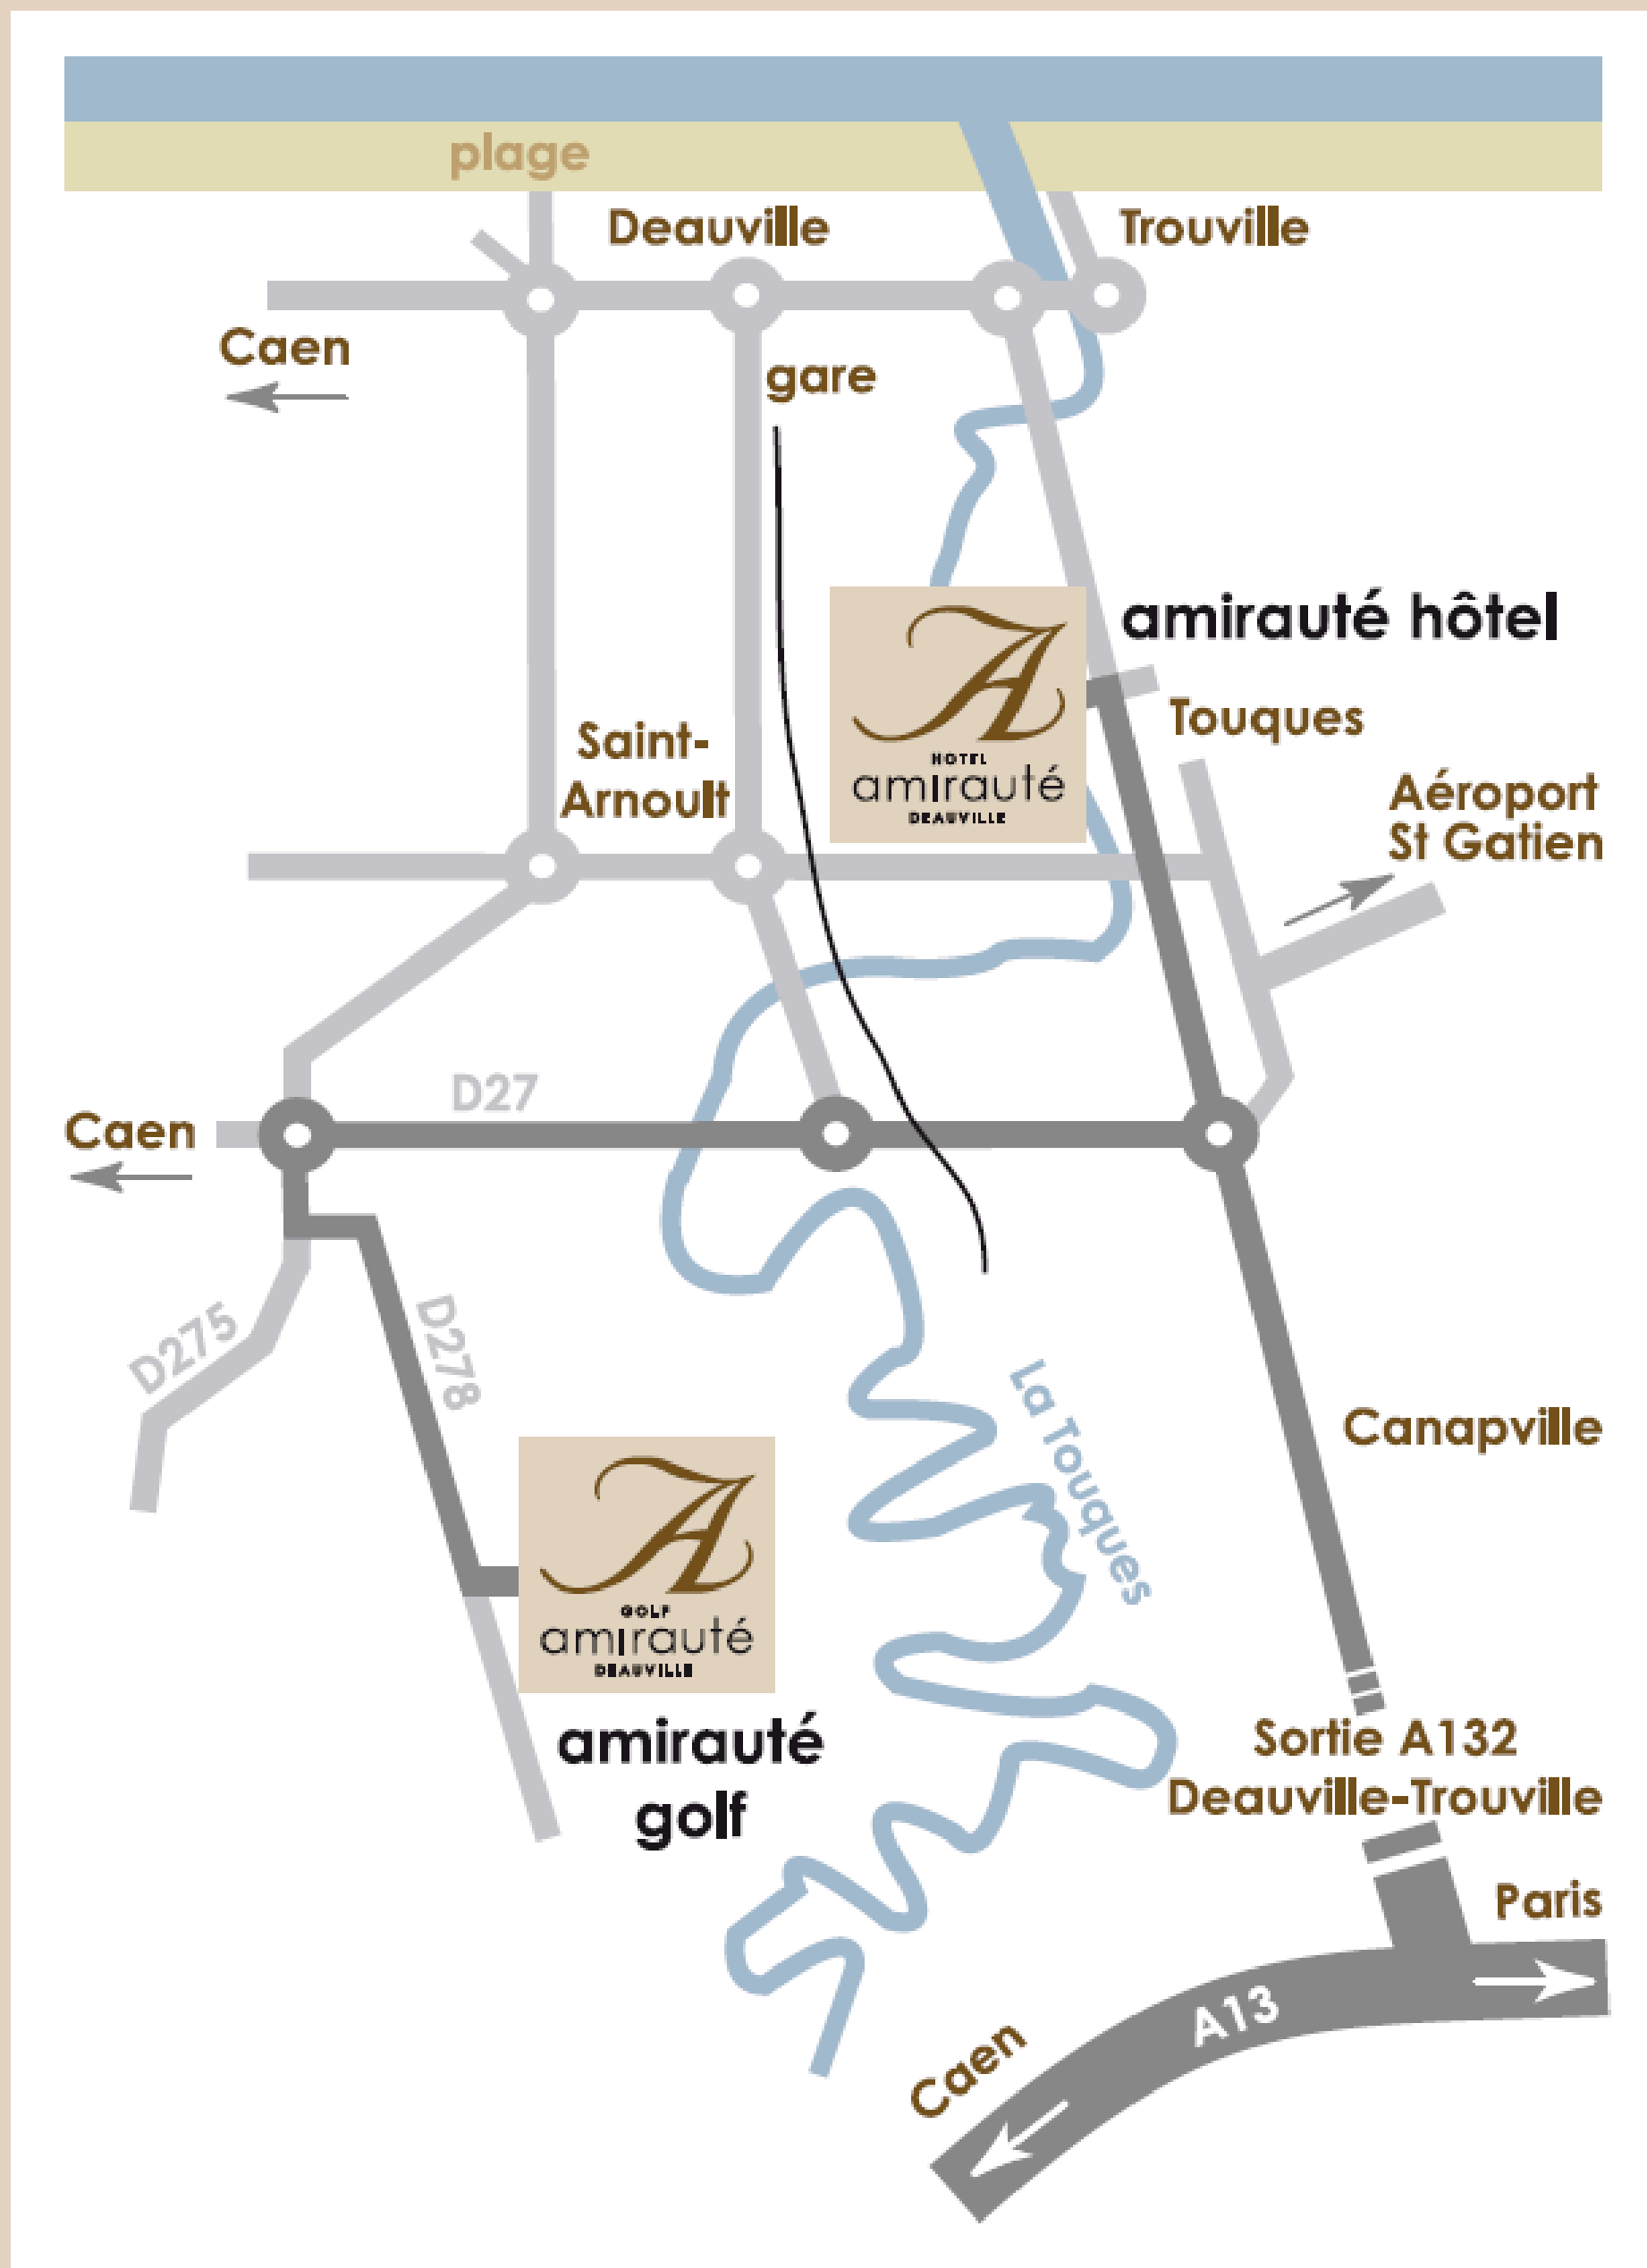 plage
Deauville
Trouville
Caen
gare
amirauté hôtel
HOTEL
amirauté
DEAUVILLE
Touques
Saint-
Arnoult
Aéroport
St Gatien
D27
Caen
D275
D278
La Touques
Canapville
GOLF
amirauté
DEAUVILLE
amirauté
golf
Sortie A132
Deauville-Trouville
Paris
A13
Caen